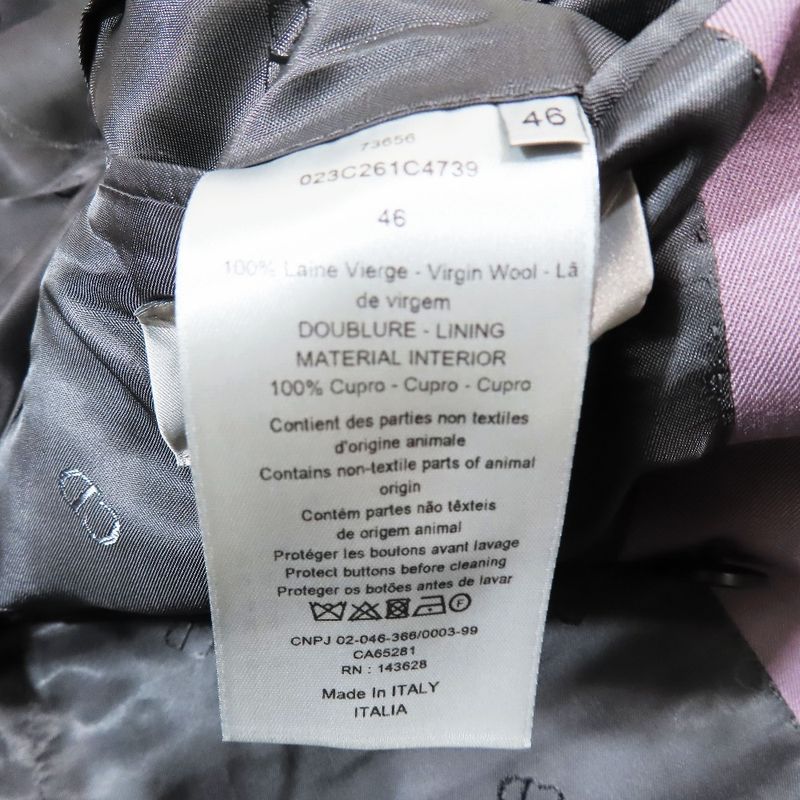 46
73656
023C261C4739
46
100% Laine Vierge - Virgin Wool - Lã
de virgem
DOUBLURE - LINING
MATERIAL INTERIOR
100% Cupro - Cupro - Cupro
Contient des parties non textiles
d'origine animale
Contains non-textile parts of animal
origin
Contém partes não têxteis
de origem animal
Protéger les boutons avant lavage
Protect buttons before cleaning
Proteger os botões antes de lavar
F
CNPJ 02-046-366/0003-99
CA65281
RN : 143628
Made In ITALY
ITALIA